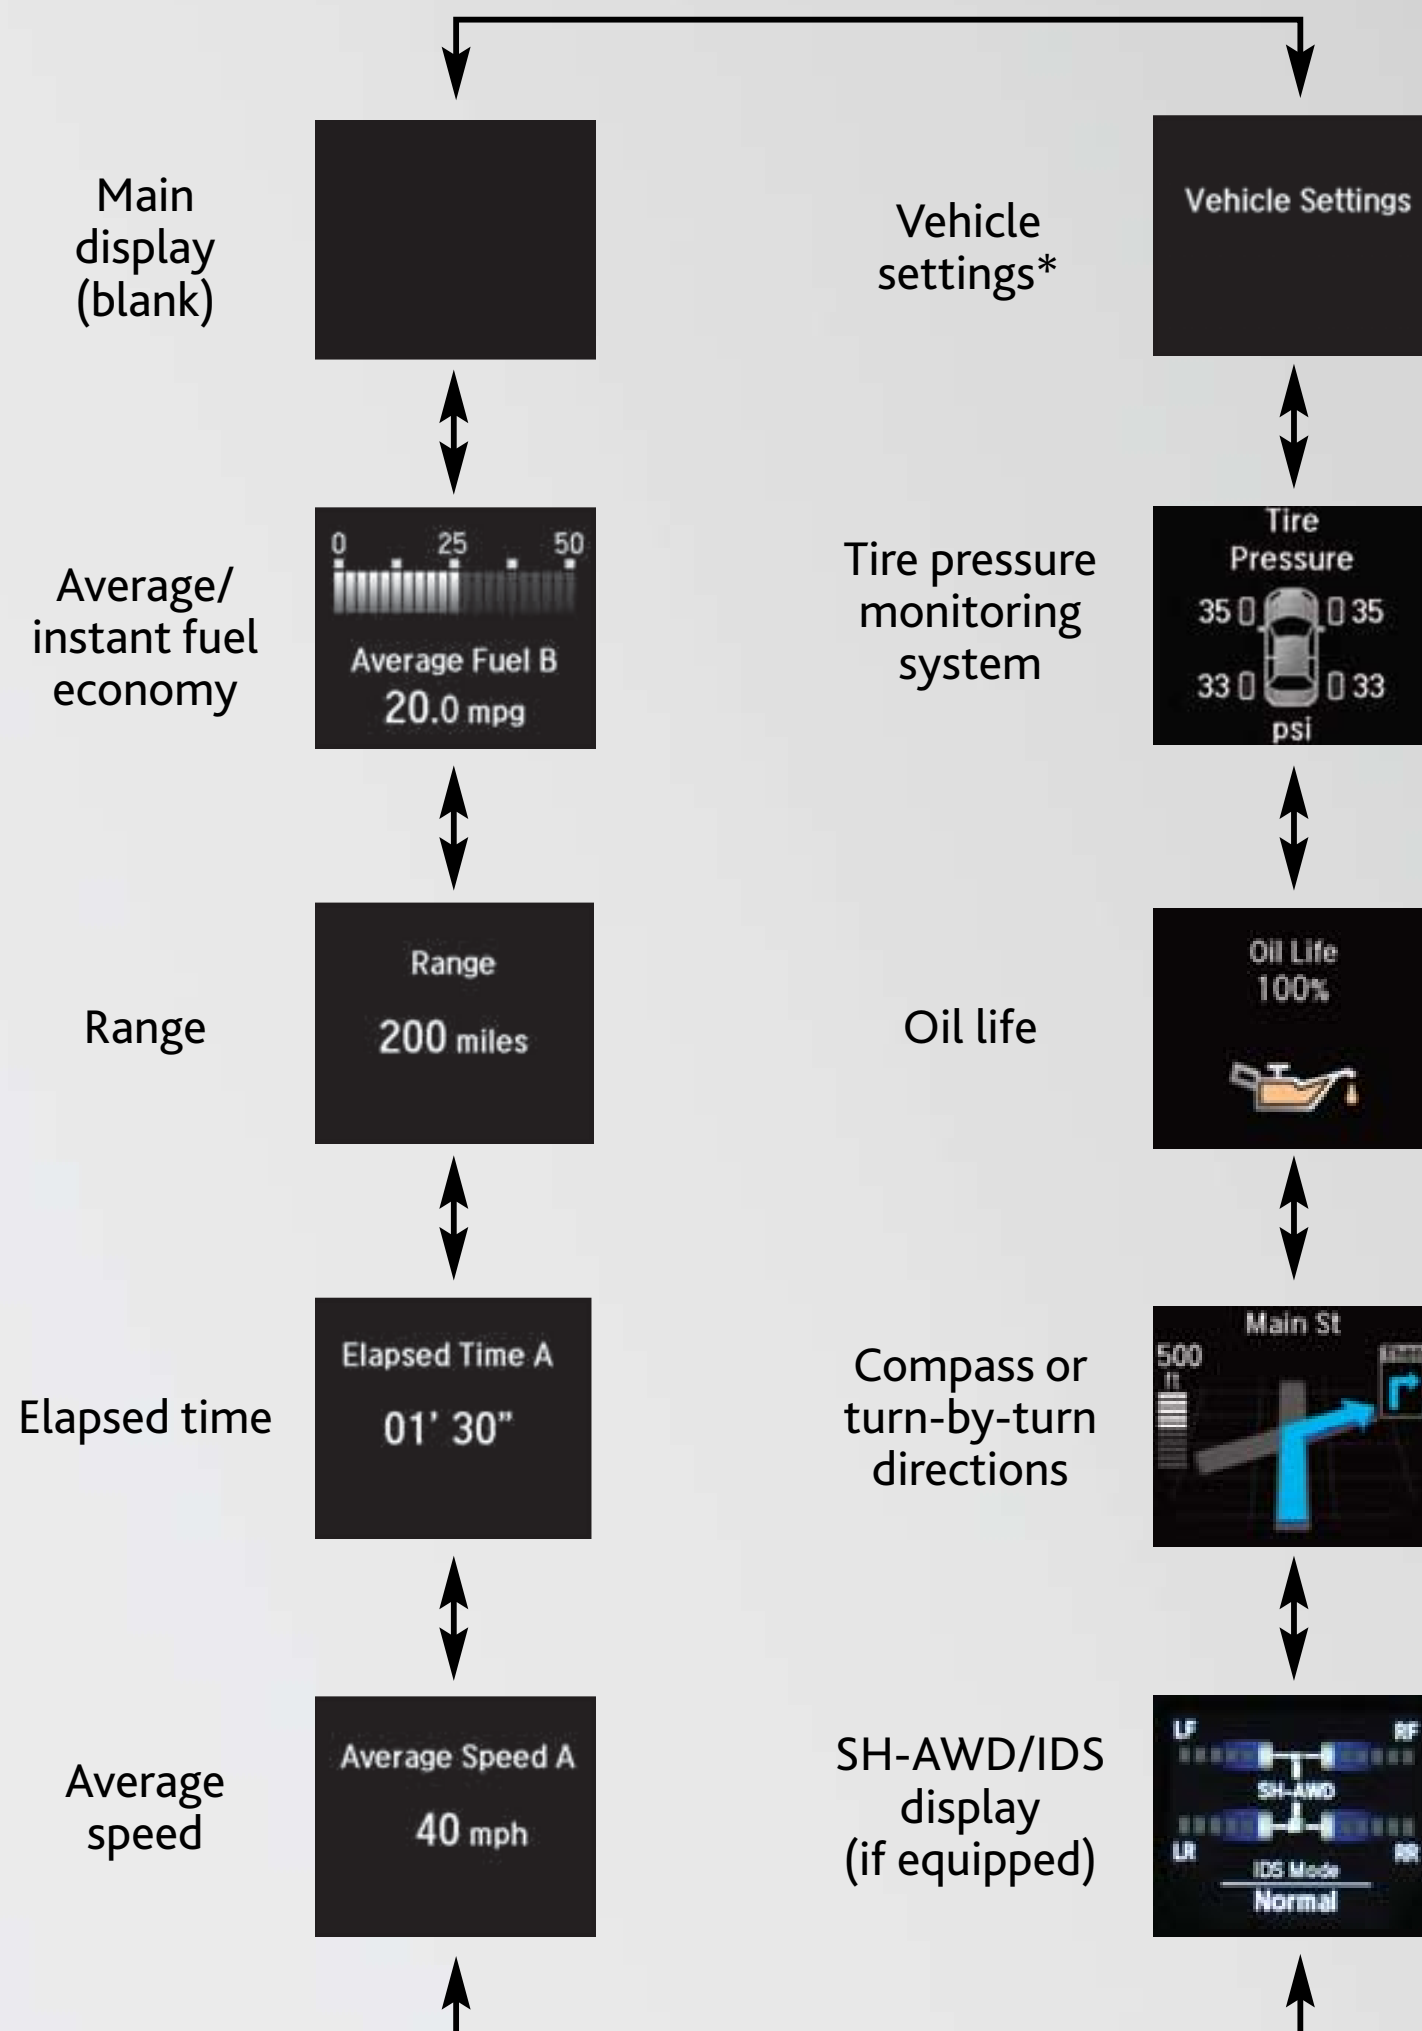 Main
display
(blank)
Average/
instant fuel
economy
0 25 50
Average Fuel B
20.0 mpg
Range
Range
200 miles
Elapsed time
Elapsed Time A
01' 30"
Average
speed
Average Speed A
40 mph
Vehicle
settings*
Vehicle Settings
Tire pressure
monitoring
system
Tire
Pressure
35 35
33 33
psi
Oil life
Oil Life
100%
Compass or
turn-by-turn
directions
Main St
500
ft
SH-AWD/IDS
display
(if equipped)
LF RF
SH-AWD
LR RR
IDS Mode
Normal